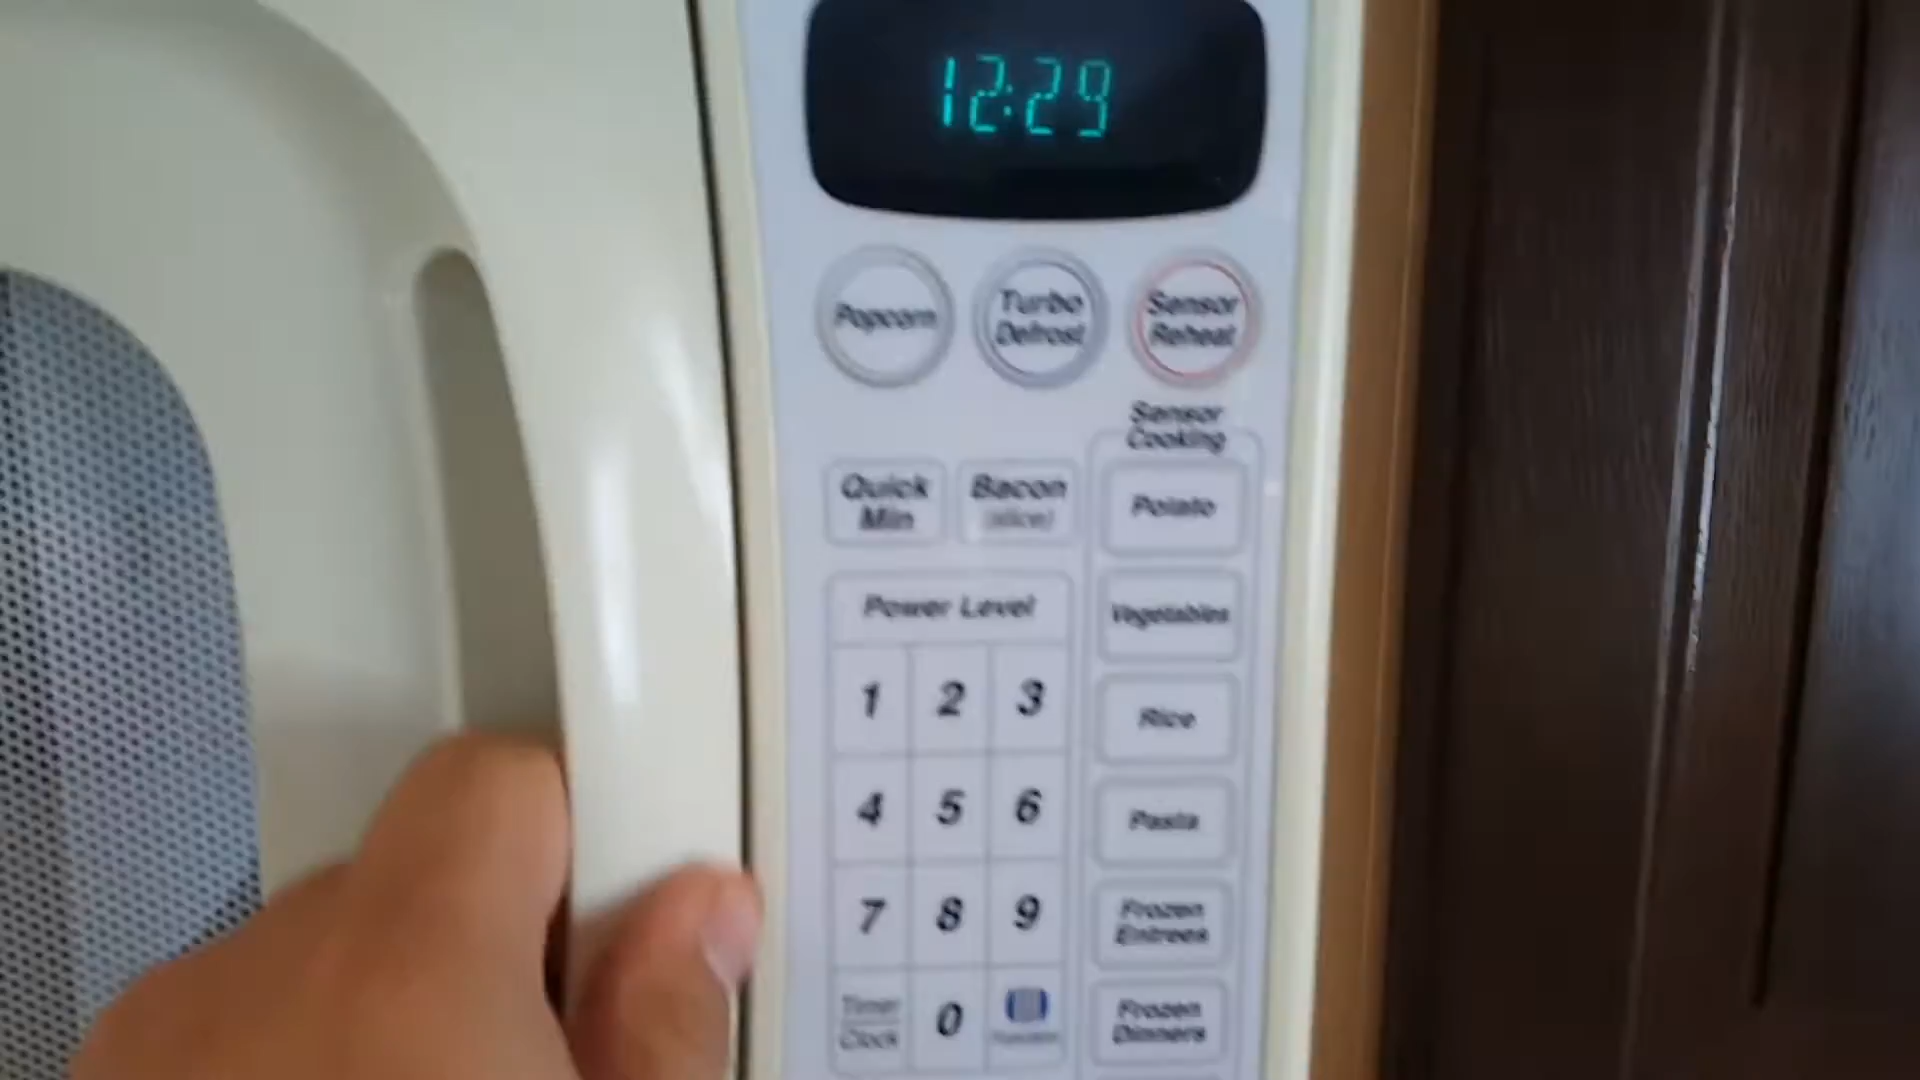 12:29
Popcorn
Turbo
Defrost
Sensor
Reheat
Sensor
Cooking
Quick
Min
Bacon
(slice)
Potato
Power Level
Vegetables
1 2 3
Rice
4 5 6
Pasta
7 8 9
Frozen
Entrees
Timer
Clock
0
Frozen
Dinners